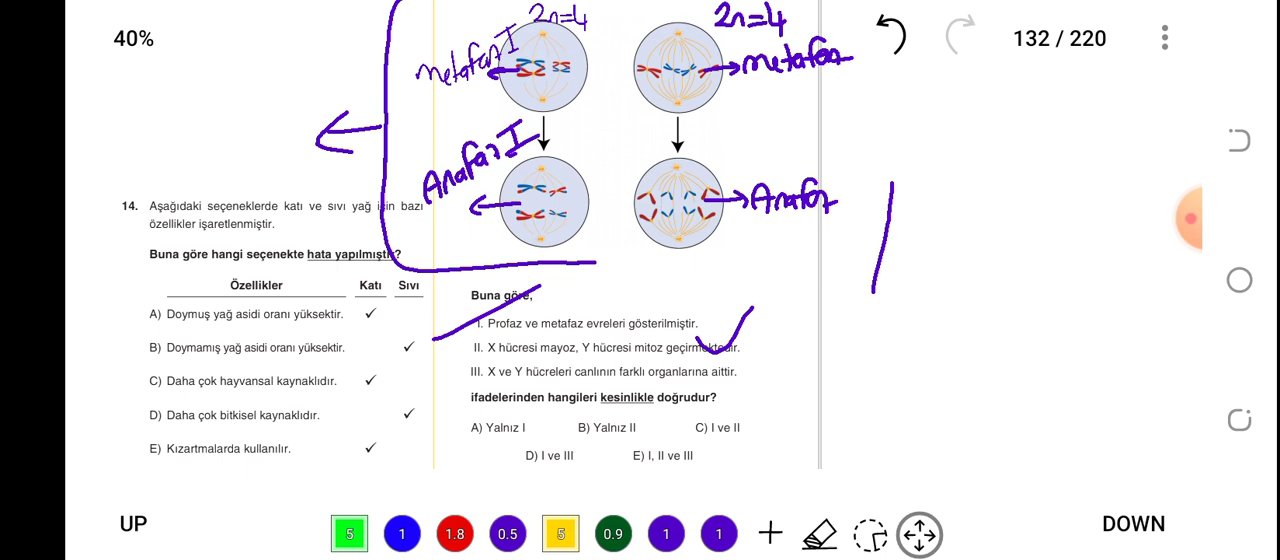 40%
132 / 220
2n=4
2n=4
Metafaz I
metafaz
Anafaz I
Anafaz
14. Aşağıdaki seçeneklerde katı ve sıvı yağ için bazı
özellikler işaretlenmiştir.
Buna göre hangi seçenekte hata yapılmıştır?
Özellikler Katı Sıvı
A) Doymuş yağ asidi oranı yüksektir. ✓
B) Doymamış yağ asidi oranı yüksektir. ✓
C) Daha çok hayvansal kaynaklıdır. ✓
D) Daha çok bitkisel kaynaklıdır. ✓
E) Kızartmalarda kullanılır. ✓
Buna göre,
I. Profaz ve metafaz evreleri gösterilmiştir.
II. X hücresi mayoz, Y hücresi mitoz geçirmektedir.
III. X ve Y hücreleri canlının farklı organlarına aittir.
ifadelerinden hangileri kesinlikle doğrudur?
A) Yalnız I B) Yalnız II C) I ve II
D) I ve III E) I, II ve III
UP
5 1 1.8 0.5 5 0.9 1 1
DOWN